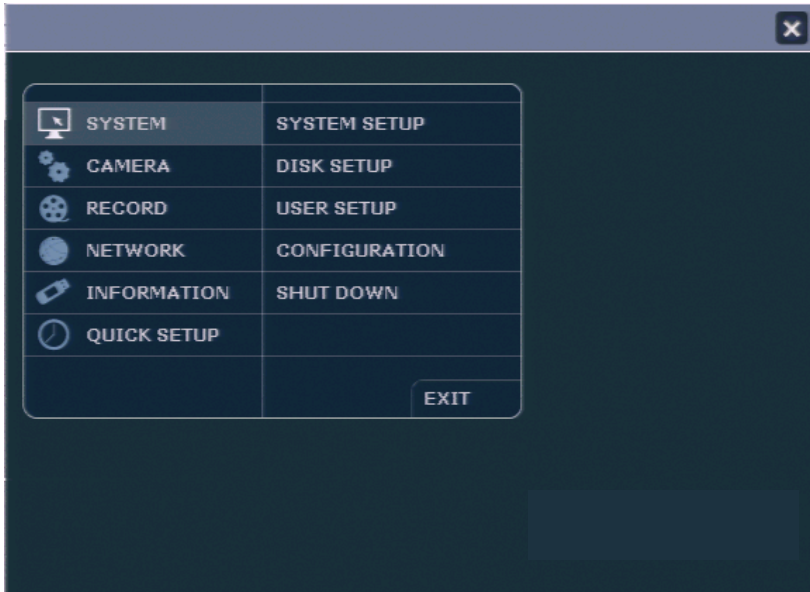 SYSTEM SYSTEM SETUP
CAMERA DISK SETUP
RECORD USER SETUP
NETWORK CONFIGURATION
INFORMATION SHUT DOWN
QUICK SETUP
EXIT